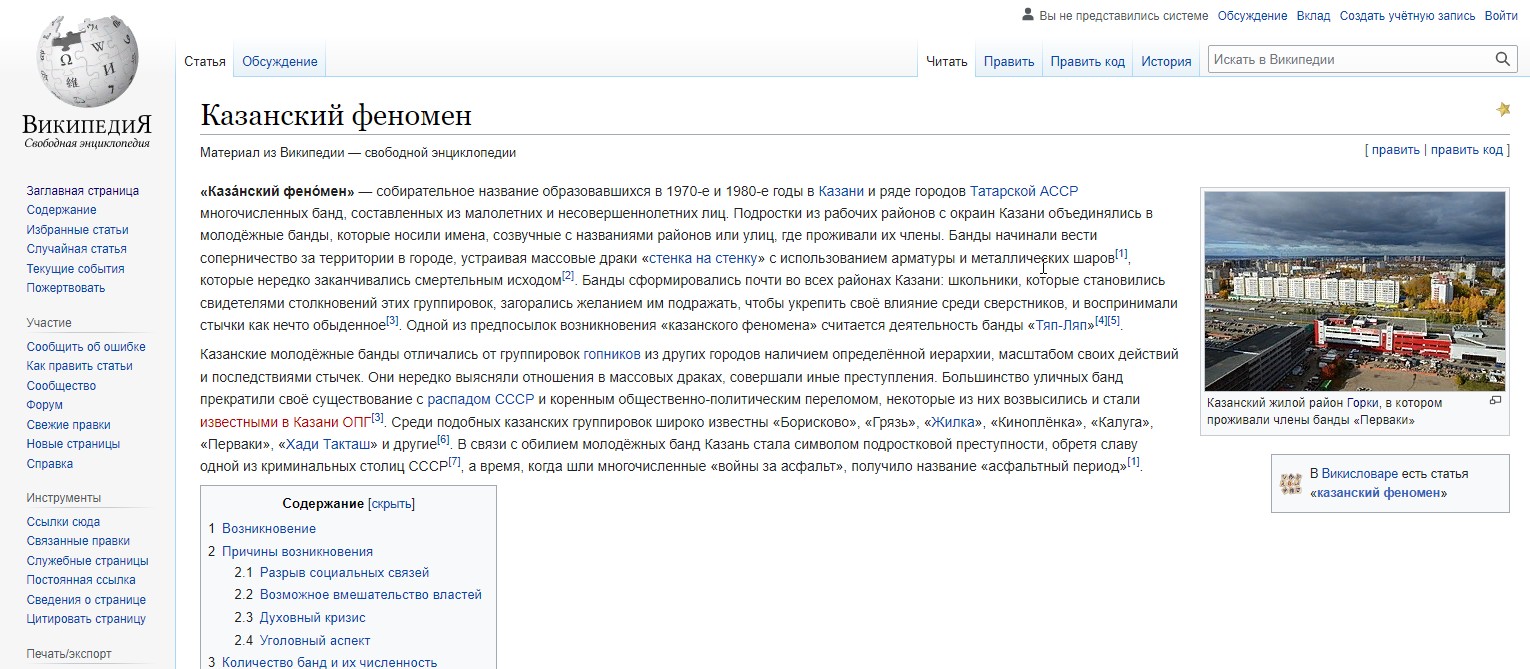 Вы не представились системе Обсуждение Вклад Создать учётную запись Войти
Статья Обсуждение Читать Править Править код История Искать в Википедии
ВИКИПЕДИЯ
Свободная энциклопедия
Заглавная страница
Содержание
Избранные статьи
Случайная статья
Текущие события
Пожертвовать
Участие
Сообщить об ошибке
Как править статьи
Сообщество
Форум
Свежие правки
Новые страницы
Справка
Инструменты
Ссылки сюда
Связанные правки
Служебные страницы
Постоянная ссылка
Сведения о странице
Цитировать страницу
Печать/экспорт
Казанский феномен
Материал из Википедии — свободной энциклопедии
[ править | править код ]
«Каза́нский фено́мен» — собирательное название образовавшихся в 1970-е и 1980-е годы в Казани и ряде городов Татарской АССР
многочисленных банд, составленных из малолетних и несовершеннолетних лиц. Подростки из рабочих районов с окраин Казани объединялись в
молодёжные банды, которые носили имена, созвучные с названиями районов или улиц, где проживали их члены. Банды начинали вести
соперничество за территории в городе, устраивая массовые драки «стенка на стенку» с использованием арматуры и металлических шаров[1],
которые нередко заканчивались смертельным исходом[2]. Банды сформировались почти во всех районах Казани: школьники, которые становились
свидетелями столкновений этих группировок, загорались желанием им подражать, чтобы укрепить своё влияние среди сверстников, и воспринимали
стычки как нечто обыденное[3]. Одной из предпосылок возникновения «казанского феномена» считается деятельность банды «Тяп-Ляп»[4][5].
Казанские молодёжные банды отличались от группировок гопников из других городов наличием определённой иерархии, масштабом своих действий
и последствиями стычек. Они нередко выясняли отношения в массовых драках, совершали иные преступления. Большинство уличных банд
прекратили своё существование с распадом СССР и коренным общественно-политическим переломом, некоторые из них возвысились и стали
известными в Казани ОПГ[3]. Среди подобных казанских группировок широко известны «Борисково», «Грязь», «Жилка», «Киноплёнка», «Калуга»,
«Перваки», «Хади Такташ» и другие[6]. В связи с обилием молодёжных банд Казань стала символом подростковой преступности, обретя славу
одной из криминальных столиц СССР[7], а время, когда шли многочисленные «войны за асфальт», получило название «асфальтный период»[1].
Казанский жилой район Горки, в котором
проживали члены банды «Перваки»
В Викисловаре есть статья
«казанский феномен»
Содержание [скрыть]
1 Возникновение
2 Причины возникновения
2.1 Разрыв социальных связей
2.2 Возможное вмешательство властей
2.3 Духовный кризис
2.4 Уголовный аспект
3 Количество банд и их численность